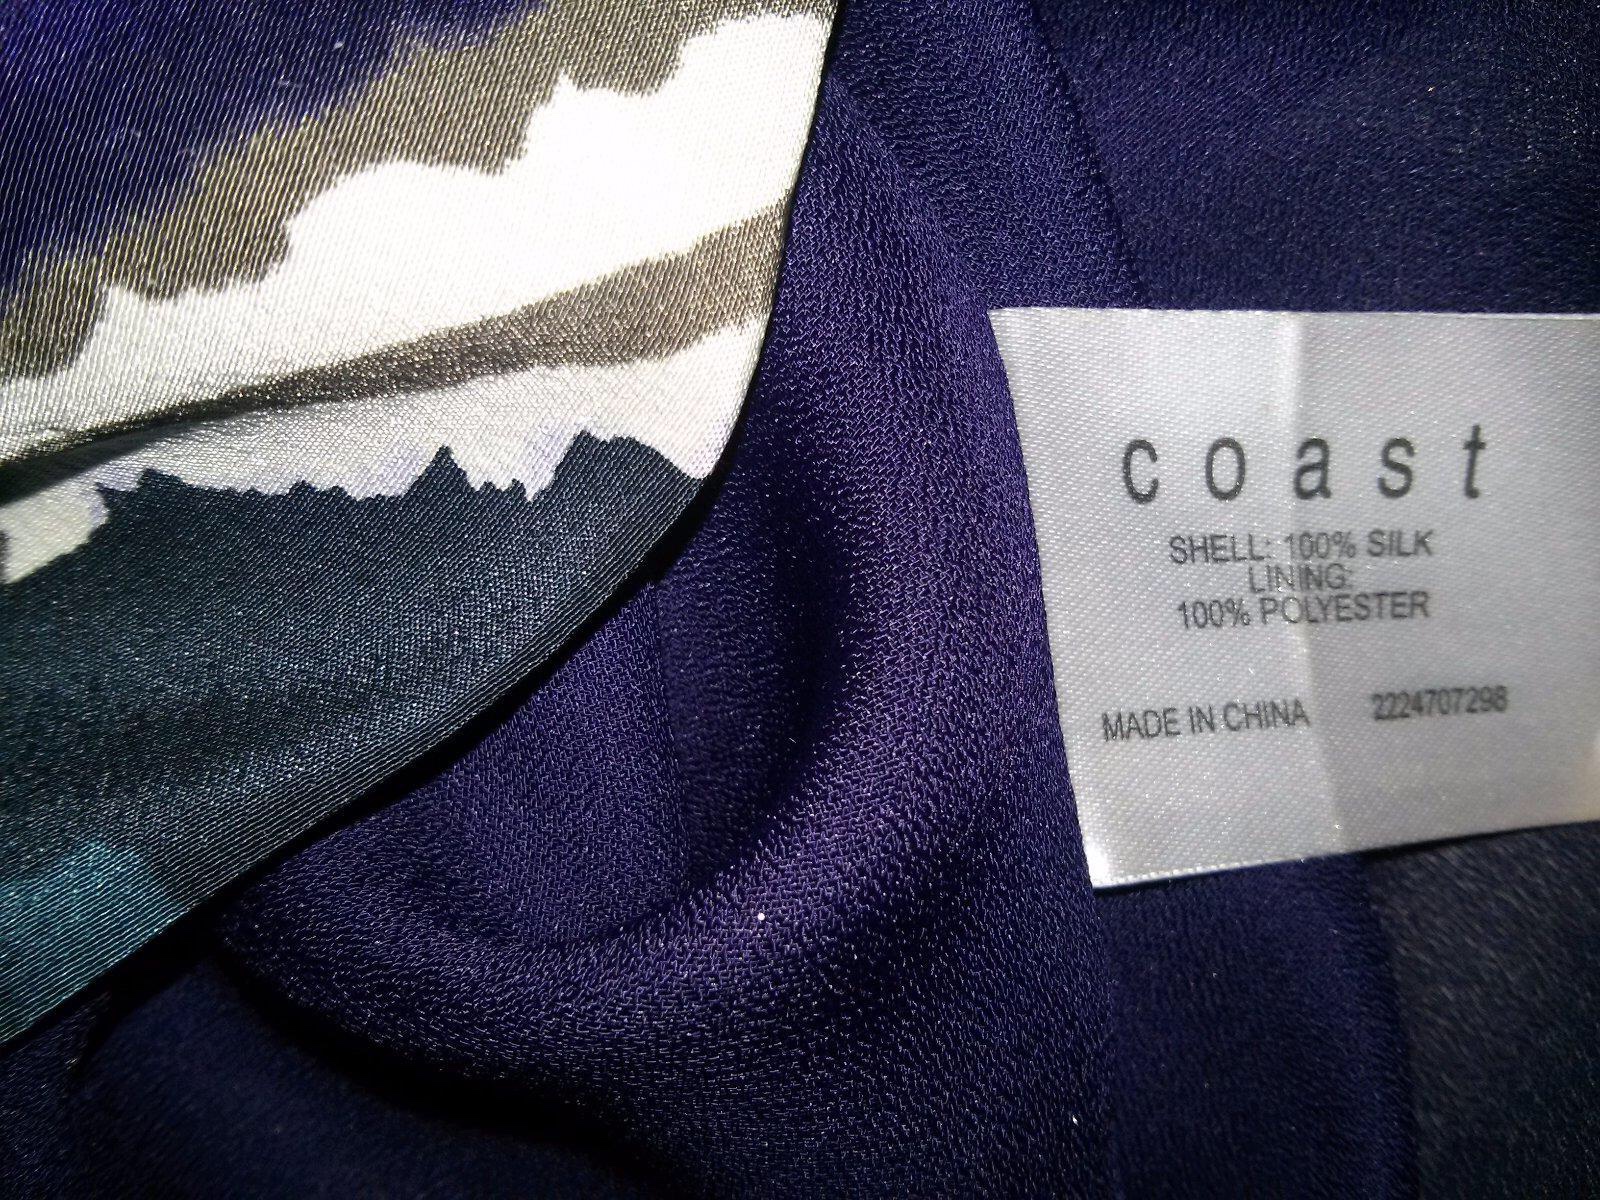 coast
SHELL: 100% SILK
LINING:
100% POLYESTER
MADE IN CHINA 2224707298